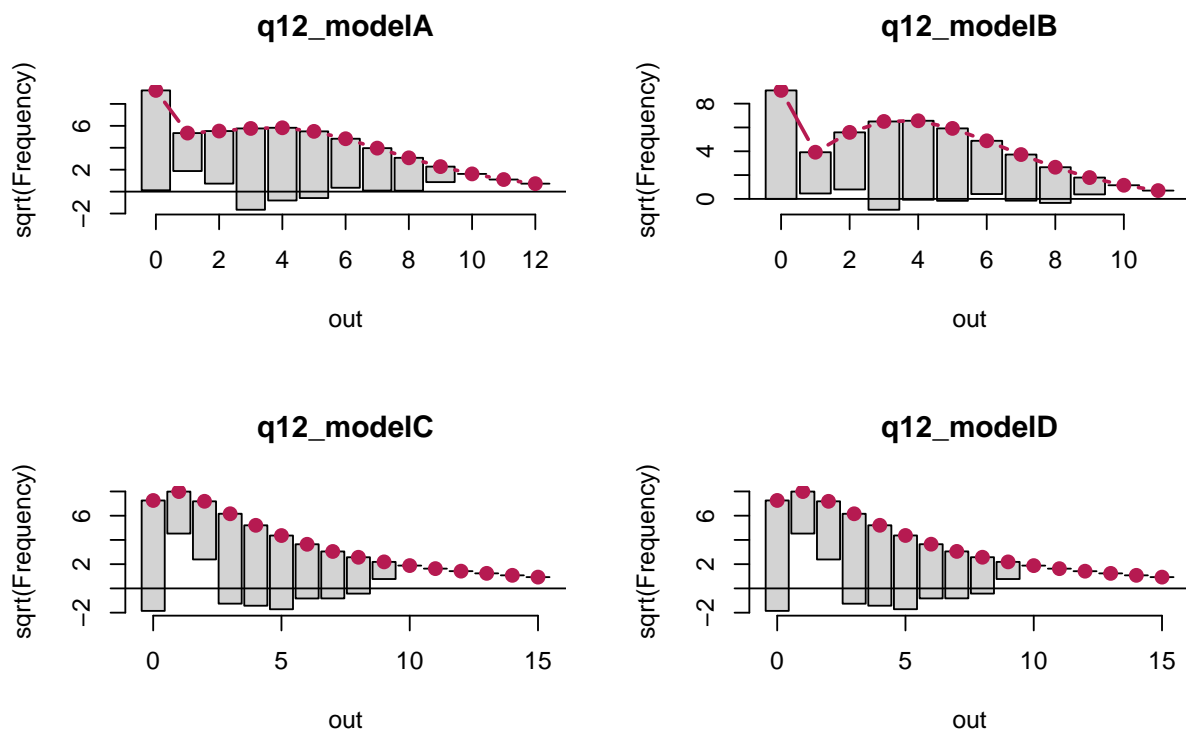 q12_modelA
sqrt(Frequency)
−2 2 6
0 2 4 6 8 10 12
out
q12_modelB
sqrt(Frequency)
0 4 8
0 2 4 6 8 10
out
q12_modelC
sqrt(Frequency)
−2 2 6
0 5 10 15
out
q12_modelD
sqrt(Frequency)
−2 2 6
0 5 10 15
out